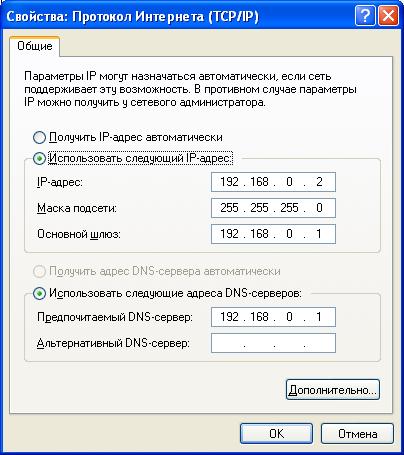 Свойства: Протокол Интернета (TCP/IP)
Общие
Параметры IP могут назначаться автоматически, если сеть
поддерживает эту возможность. В противном случае параметры
IP можно получить у сетевого администратора.
Получить IP-адрес автоматически
Использовать следующий IP-адрес:
IP-адрес: 192 . 168 . 0 . 2
Маска подсети: 255 . 255 . 255 . 0
Основной шлюз: 192 . 168 . 0 . 1
Получить адрес DNS-сервера автоматически
Использовать следующие адреса DNS-серверов:
Предпочитаемый DNS-сервер: 192 . 168 . 0 . 1
Альтернативный DNS-сервер: . . .
Дополнительно...
OK Отмена